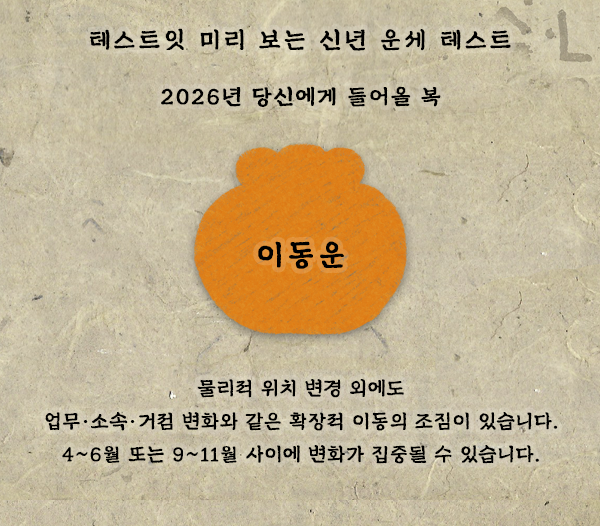 테스트잇 미리 보는 신년 운세 테스트
2026년 당신에게 들어올 복
이동운
물리적 위치 변경 외에도
업무·소속·거점 변화와 같은 확장적 이동의 조짐이 있습니다.
4~6월 또는 9~11월 사이에 변화가 집중될 수 있습니다.